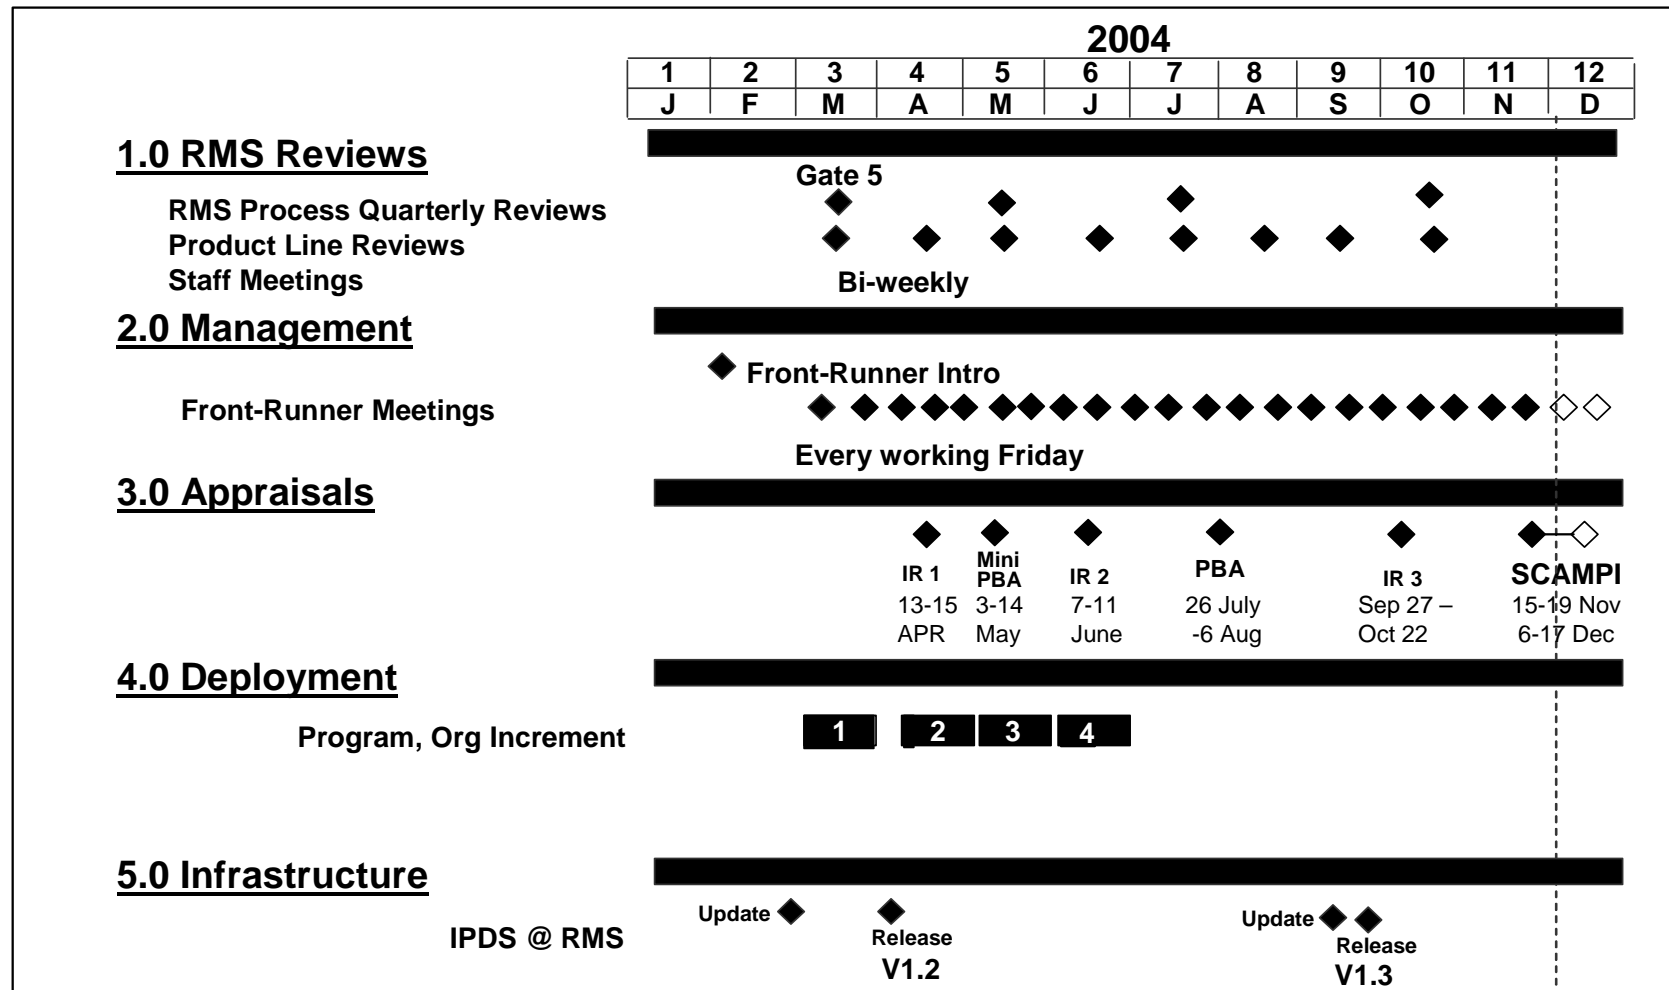 2004
1 2 3 4 5 6 7 8 9 10 11 12
J F M A M J J A S O N D
1.0 RMS Reviews
Gate 5
RMS Process Quarterly Reviews
Product Line Reviews
Staff Meetings
Bi-weekly
2.0 Management
Front-Runner Intro
Front-Runner Meetings
Every working Friday
3.0 Appraisals
IR 1
13-15
APR
Mini
PBA
3-14
May
IR 2
7-11
June
PBA
26 July
-6 Aug
IR 3
Sep 27 –
Oct 22
SCAMPI
15-19 Nov
6-17 Dec
4.0 Deployment
Program, Org Increment
1 2 3 4
5.0 Infrastructure
IPDS @ RMS
Update
Release
V1.2
Update
Release
V1.3